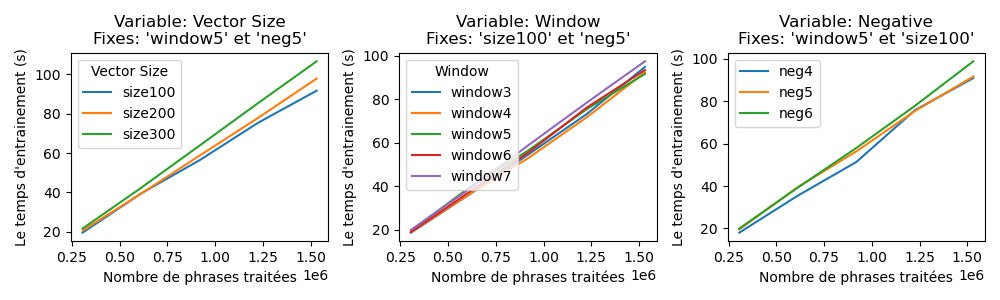 Variable: Vector Size
Fixes: 'window5' et 'neg5'
Le temps d'entrainement (s)
100
80
60
40
20
Vector Size
size100
size200
size300
0.25 0.50 0.75 1.00 1.25 1.50
1e6
Nombre de phrases traitées
Variable: Window
Fixes: 'size100' et 'neg5'
Le temps d'entrainement (s)
100
80
60
40
20
Window
window3
window4
window5
window6
window7
0.25 0.50 0.75 1.00 1.25 1.50
1e6
Nombre de phrases traitées
Variable: Negative
Fixes: 'window5' et 'size100'
Le temps d'entrainement (s)
100
80
60
40
20
neg4
neg5
neg6
0.25 0.50 0.75 1.00 1.25 1.50
1e6
Nombre de phrases traitées